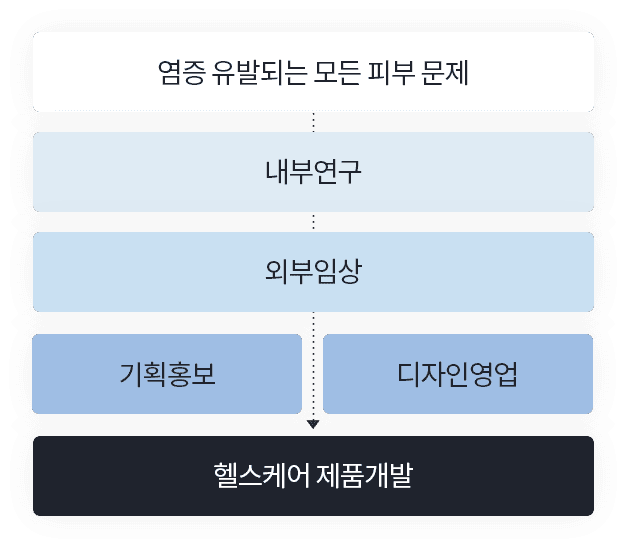 염증 유발되는 모든 피부 문제
내부연구
외부임상
기획홍보
디자인영업
헬스케어 제품개발